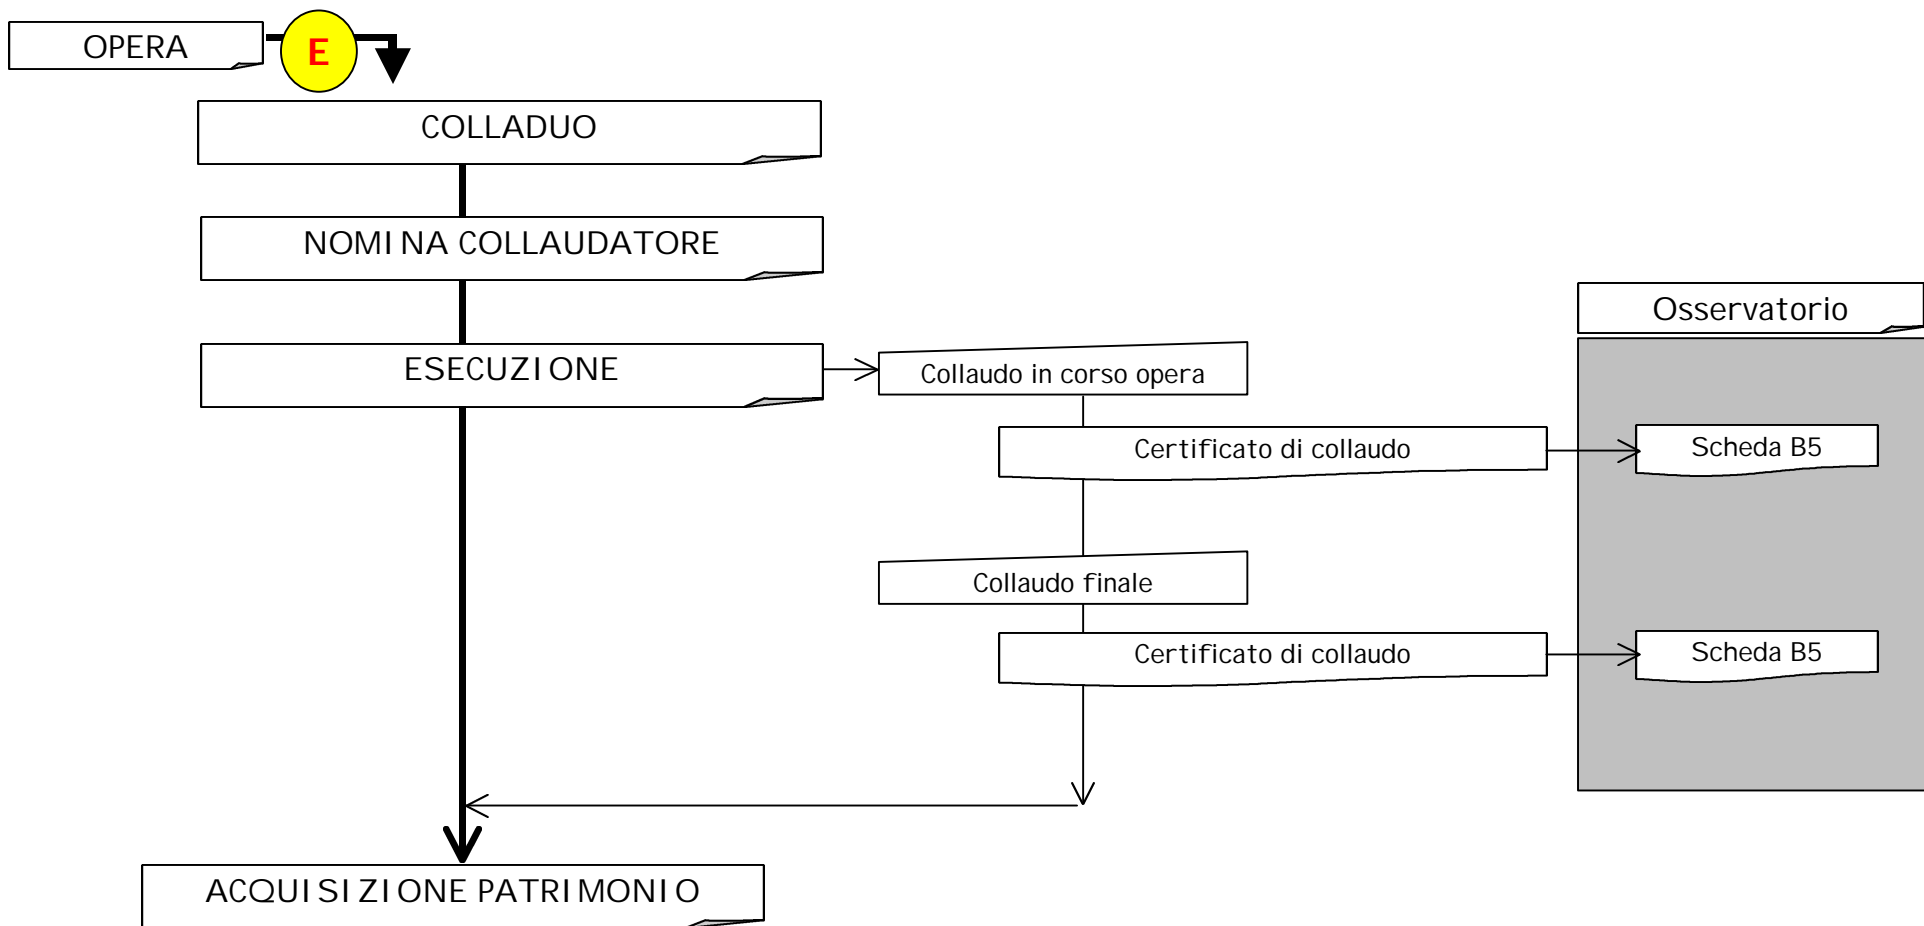 OPERA
E
COLLADUO
NOMINA COLLAUDATORE
Osservatorio
ESECUZIONE
Collaudo in corso opera
Certificato di collaudo
Scheda B5
Collaudo finale
Certificato di collaudo
Scheda B5
ACQUISIZIONE PATRIMONIO